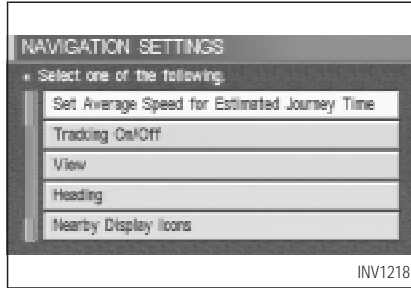 NAVIGATION SETTINGS
Select one of the following.
Set Average Speed for Estimated Journey Time
Tracking On/Off
View
Heading
Nearby Display Icons
INV1218